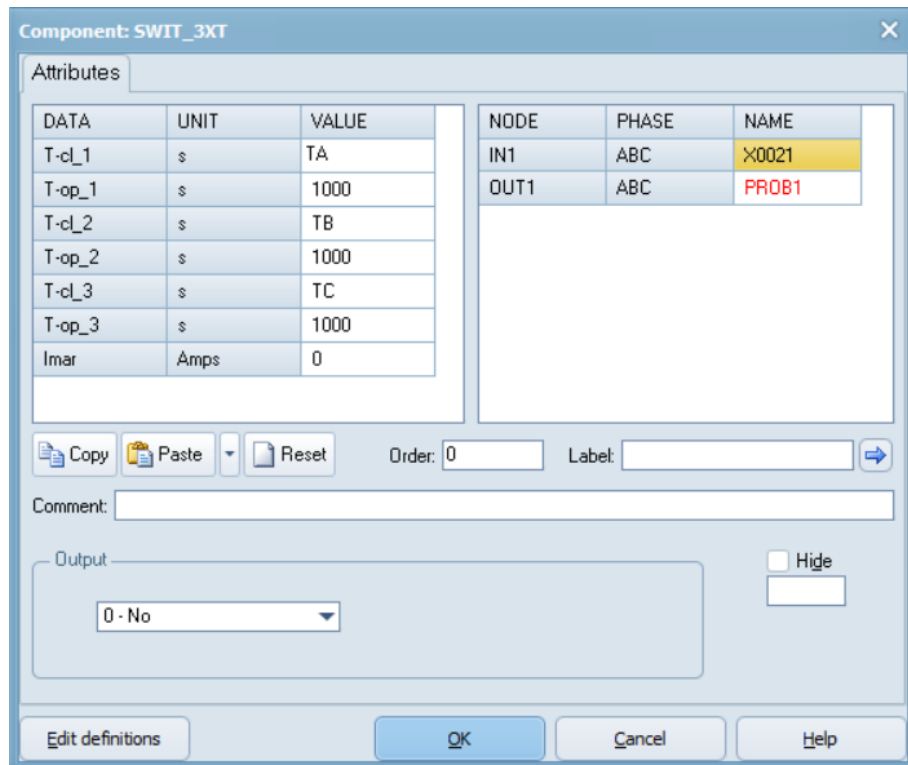 Component: SWIT_3XT
Attributes
DATA UNIT VALUE
T-cl_1 s TA
T-op_1 s 1000
T-cl_2 s TB
T-op_2 s 1000
T-cl_3 s TC
T-op_3 s 1000
Imar Amps 0
NODE PHASE NAME
IN1 ABC X0021
OUT1 ABC PROB1
Copy Paste Reset Order: 0 Label:
Comment:
Output
0 - No
Hide
Edit definitions OK Cancel Help